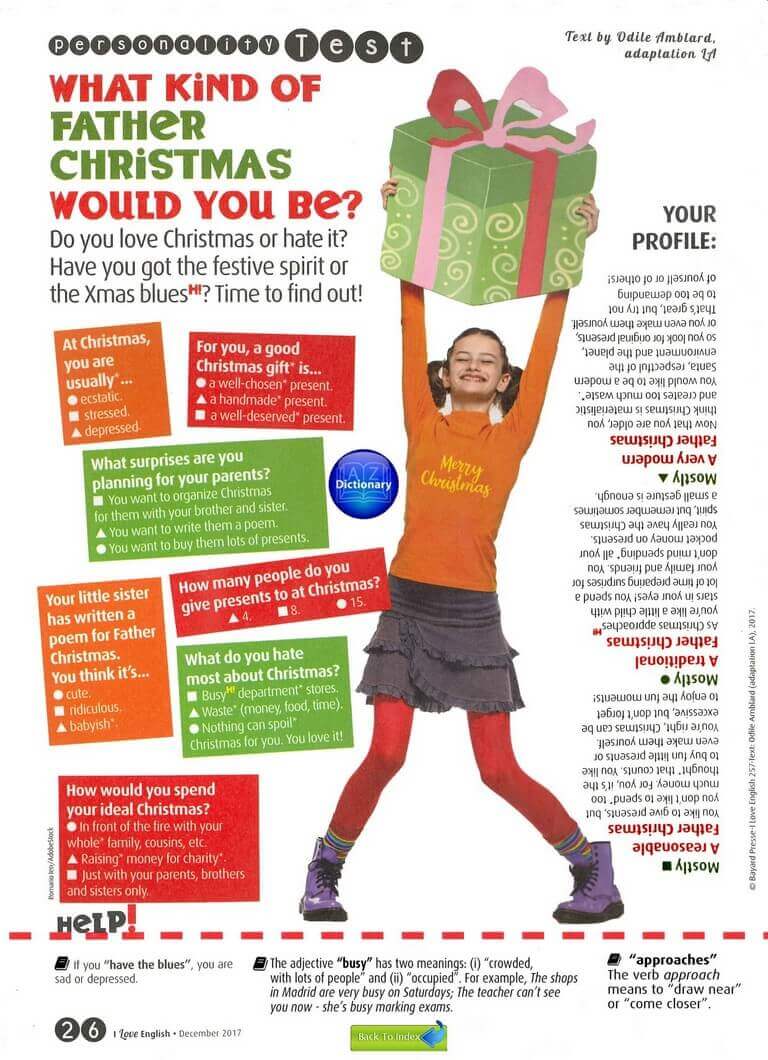 personality Test
Text by Odile Amblard,
adaptation LA
WHAT KiND OF
FATHER
CHRiSTMAS
WOULD YOU Be?
Do you love Christmas or hate it?
Have you got the festive spirit or
the Xmas blues H!? Time to find out!
At Christmas,
you are
usually*...
● ecstatic.
■ stressed.
▲ depressed.
For you, a good
Christmas gift* is...
● a well-chosen* present.
▲ a handmade* present.
■ a well-deserved* present.
What surprises are you
planning for your parents?
■ You want to organize Christmas
for them with your brother and sister.
▲ You want to write them a poem.
● You want to buy them lots of presents.
A Z
Dictionary
Merry
Christmas
Your little sister
has written a
poem for Father
Christmas.
You think it's...
● cute.
■ ridiculous.
▲ babyish*.
How many people do you
give presents to at Christmas?
▲ 4. ■ 8. ● 15.
What do you hate
most about Christmas?
■ Busy H! department* stores.
▲ Waste* (money, food, time).
● Nothing can spoil*
Christmas for you. You love it!
How would you spend
your ideal Christmas?
● In front of the fire with your
whole* family, cousins, etc.
▲ Raising* money for charity*.
■ Just with your parents, brothers
and sisters only.
YOUR
PROFILE:
Mostly ■
A reasonable
Father Christmas
You like to give presents, but
you don't like to spend* too
much money. For you, it's the
thought* that counts. You like
to buy fun little presents or
even make them yourself.
You're right, Christmas can be
excessive, but don't forget
to enjoy the fun moments!
Mostly ●
A traditional
Father Christmas H!
As Christmas approaches
you're like a little child with
stars in your eyes! You spend a
lot of time preparing surprises for
your family and friends. You
don't mind spending* all your
pocket money on presents.
You really have the Christmas
spirit, but remember sometimes
a small gesture is enough.
Mostly ▲
A very modern
Father Christmas
Now that you are older, you
think Christmas is materialistic
and creates too much waste*.
You would like to be a modern
Santa, respectful of the
environment and the planet,
so you look for original presents,
or you even make them yourself.
That's great, but try not
to be too demanding
of yourself or of others!
© Bayard Presse-I Love English 257-Text: Odile Amblard (adaptation LA), 2017.
HeLP!
If you "have the blues", you are
sad or depressed.
The adjective "busy" has two meanings: (i) "crowded,
with lots of people" and (ii) "occupied". For example, The shops
in Madrid are very busy on Saturdays; The teacher can't see
you now - she's busy marking exams.
"approaches"
The verb approach
means to "draw near"
or "come closer".
26 I Love English • December 2017
Back To Index